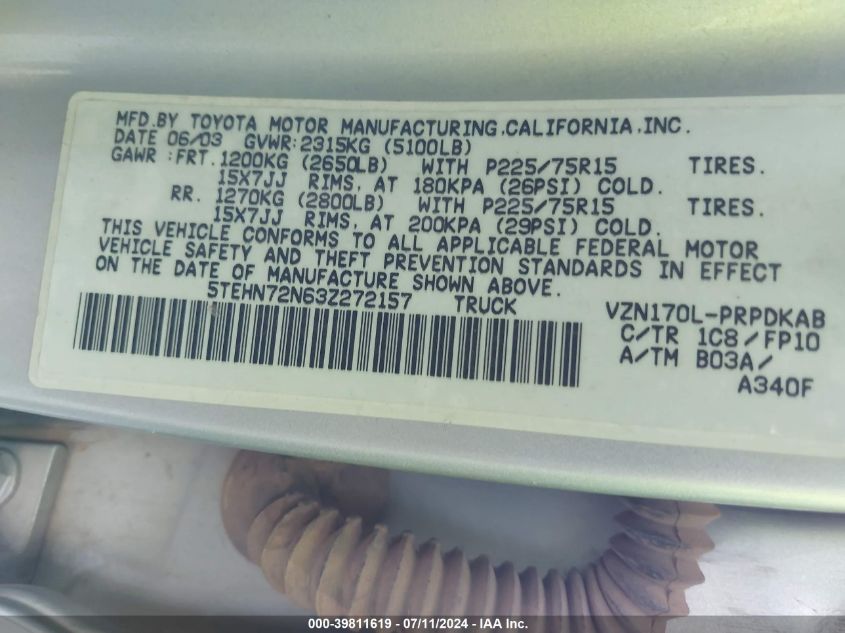 MFD.BY TOYOTA MOTOR MANUFACTURING,CALIFORNIA,INC.
DATE 06/03 GVWR:2315KG (5100LB)
GAWR :FRT.1200KG (2650LB) WITH P225/75R15 TIRES.
15X7JJ RIMS, AT 180KPA (26PSI) COLD.
RR. 1270KG (2800LB) WITH P225/75R15 TIRES.
15X7JJ RIMS, AT 200KPA (29PSI) COLD.
THIS VEHICLE CONFORMS TO ALL APPLICABLE FEDERAL MOTOR
VEHICLE SAFETY AND THEFT PREVENTION STANDARDS IN EFFECT
ON THE DATE OF MANUFACTURE SHOWN ABOVE.
5TEHN72N63Z272157 TRUCK VZN170L-PRPDKAB
C/TR 1C8/FP10
A/TM B03A/
A340F
000-39811619 - 07/11/2024 - IAA Inc.